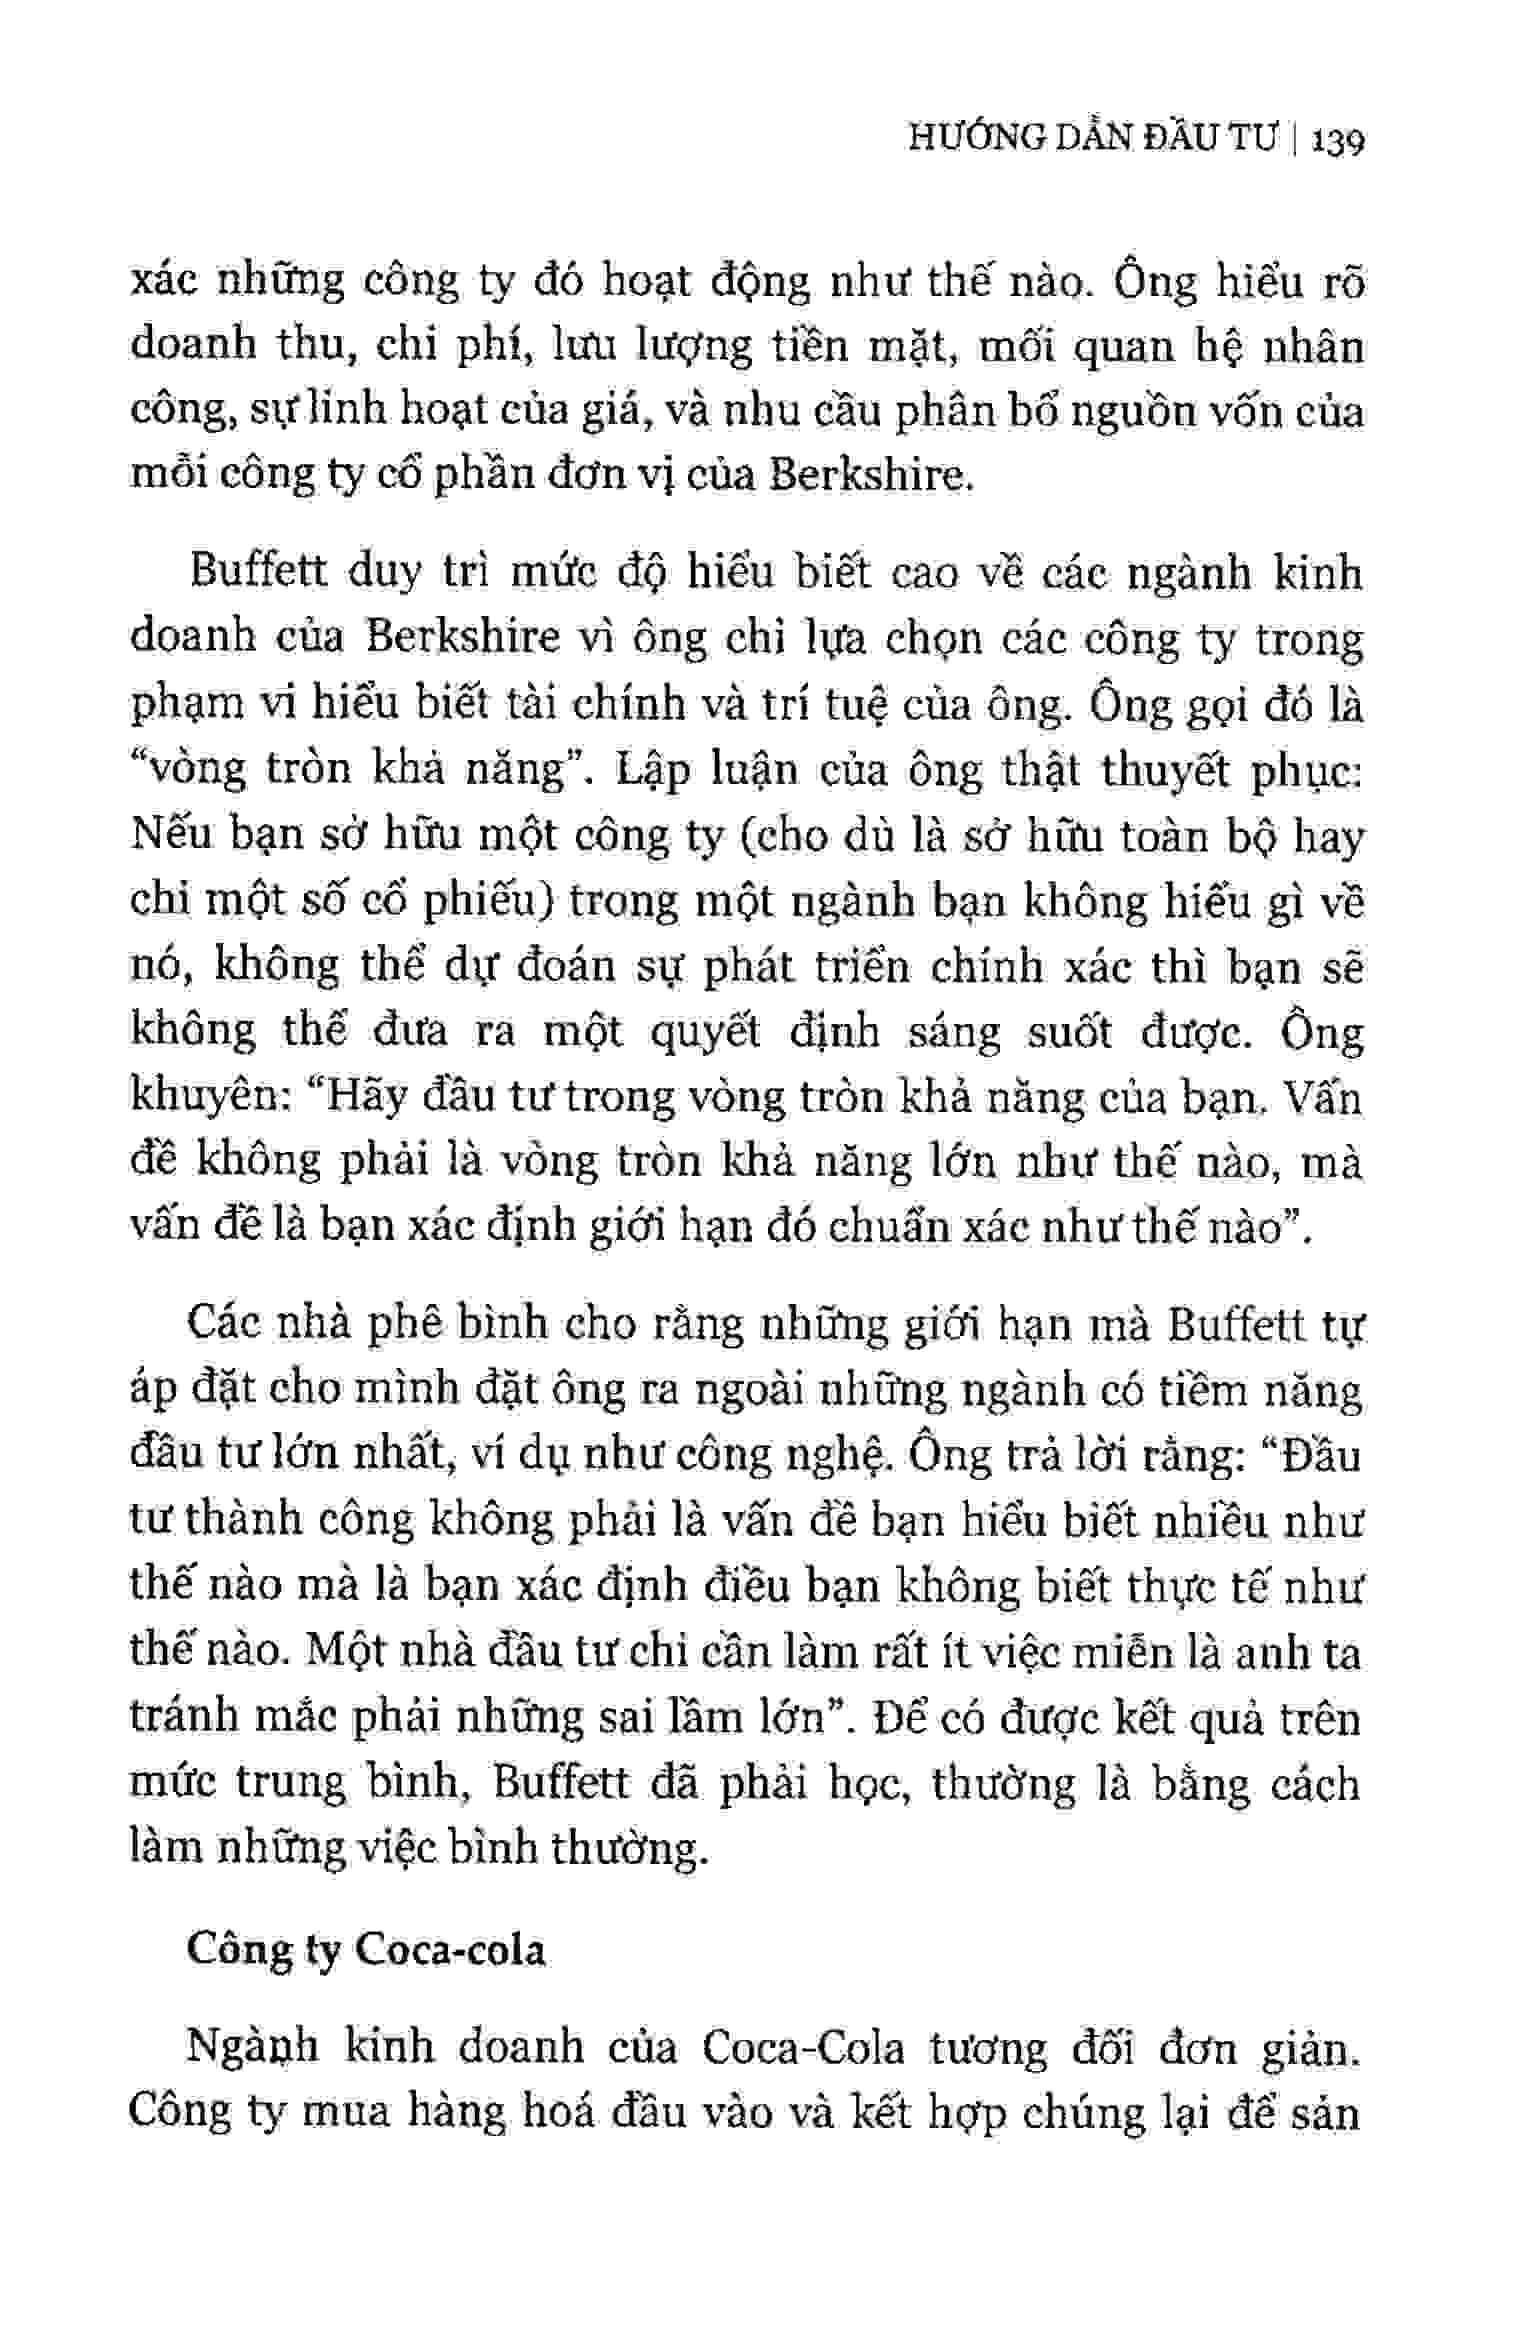 HƯỚNG DẪN ĐẦU TƯ | 139
xác những công ty đó hoạt động như thế nào. Ông hiểu rõ
doanh thu, chi phí, lưu lượng tiền mặt, mối quan hệ nhân
công, sự linh hoạt của giá, và nhu cầu phân bổ nguồn vốn của
mỗi công ty cổ phần đơn vị của Berkshire.
Buffett duy trì mức độ hiểu biết cao về các ngành kinh
doanh của Berkshire vì ông chỉ lựa chọn các công ty trong
phạm vi hiểu biết tài chính và trí tuệ của ông. Ông gọi đó là
“vòng tròn khả năng”. Lập luận của ông thật thuyết phục:
Nếu bạn sở hữu một công ty (cho dù là sở hữu toàn bộ hay
chỉ một số cổ phiếu) trong một ngành bạn không hiểu gì về
nó, không thể dự đoán sự phát triển chính xác thì bạn sẽ
không thể đưa ra một quyết định sáng suốt được. Ông
khuyên: “Hãy đầu tư trong vòng tròn khả năng của bạn. Vấn
đề không phải là vòng tròn khả năng lớn như thế nào, mà
vấn đề là bạn xác định giới hạn đó chuẩn xác như thế nào”.
Các nhà phê bình cho rằng những giới hạn mà Buffett tự
áp đặt cho mình đặt ông ra ngoài những ngành có tiềm năng
đầu tư lớn nhất, ví dụ như công nghệ. Ông trả lời rằng: “Đầu
tư thành công không phải là vấn đề bạn hiểu biết nhiều như
thế nào mà là bạn xác định điều bạn không biết thực tế như
thế nào. Một nhà đầu tư chỉ cần làm rất ít việc miễn là anh ta
tránh mắc phải những sai lầm lớn”. Để có được kết quả trên
mức trung bình, Buffett đã phải học, thường là bằng cách
làm những việc bình thường.
Công ty Coca-cola
Ngành kinh doanh của Coca-Cola tương đối đơn giản.
Công ty mua hàng hoá đầu vào và kết hợp chúng lại để sản